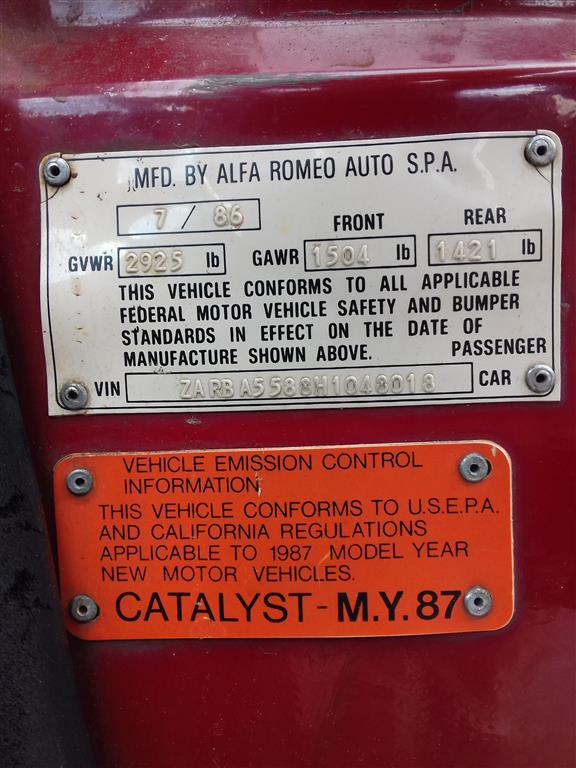 MFD. BY ALFA ROMEO AUTO S.P.A.
7 / 86 FRONT REAR
GVWR 2925 lb GAWR 1504 lb 1421 lb
THIS VEHICLE CONFORMS TO ALL APPLICABLE
FEDERAL MOTOR VEHICLE SAFETY AND BUMPER
STANDARDS IN EFFECT ON THE DATE OF
MANUFACTURE SHOWN ABOVE. PASSENGER
VIN ZARBA5588H1048018 CAR
VEHICLE EMISSION CONTROL
INFORMATION
THIS VEHICLE CONFORMS TO U.S.E.P.A.
AND CALIFORNIA REGULATIONS
APPLICABLE TO 1987 MODEL YEAR
NEW MOTOR VEHICLES.
CATALYST - M.Y. 87